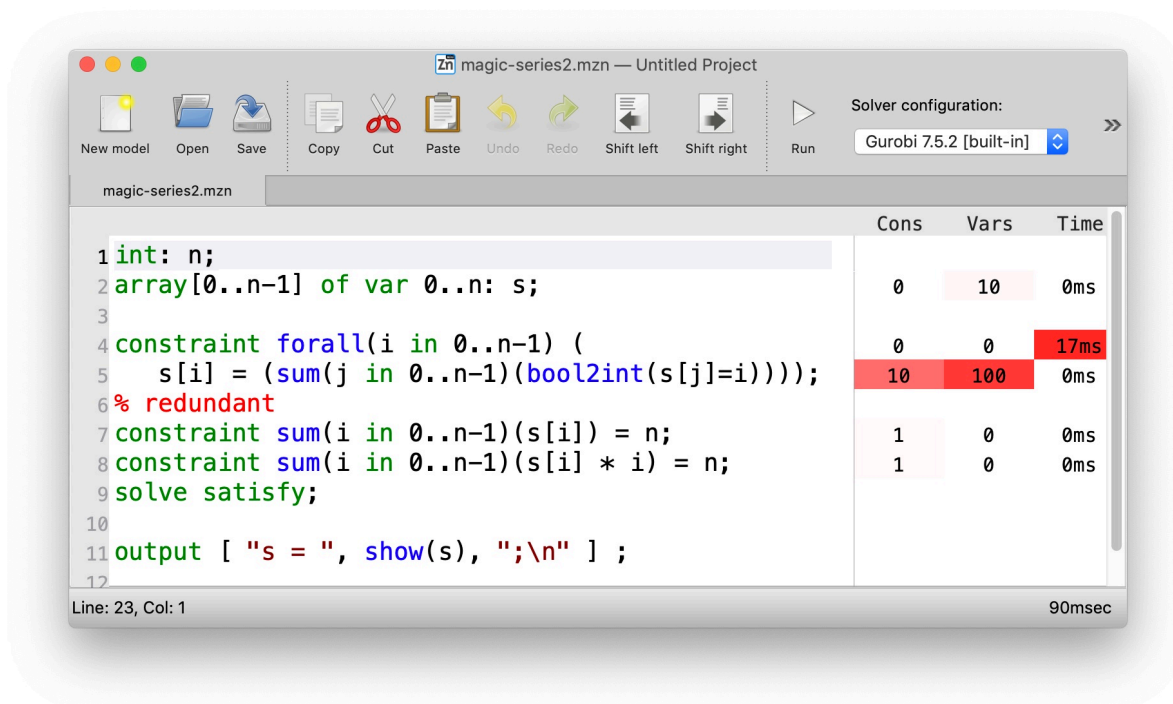 Zn magic-series2.mzn — Untitled Project
Solver configuration:
New model Open Save Copy Cut Paste Undo Redo Shift left Shift right Run Gurobi 7.5.2 [built-in] »
magic-series2.mzn
Cons Vars Time
1 int: n;
2 array[0..n-1] of var 0..n: s; 0 10 0ms
3
4 constraint forall(i in 0..n-1) ( 0 0 17ms
5 s[i] = (sum(j in 0..n-1)(bool2int(s[j]=i)))); 10 100 0ms
6 % redundant
7 constraint sum(i in 0..n-1)(s[i]) = n; 1 0 0ms
8 constraint sum(i in 0..n-1)(s[i] * i) = n; 1 0 0ms
9 solve satisfy;
10
11 output [ "s = ", show(s), ";\n" ] ;
12
Line: 23, Col: 1 90msec